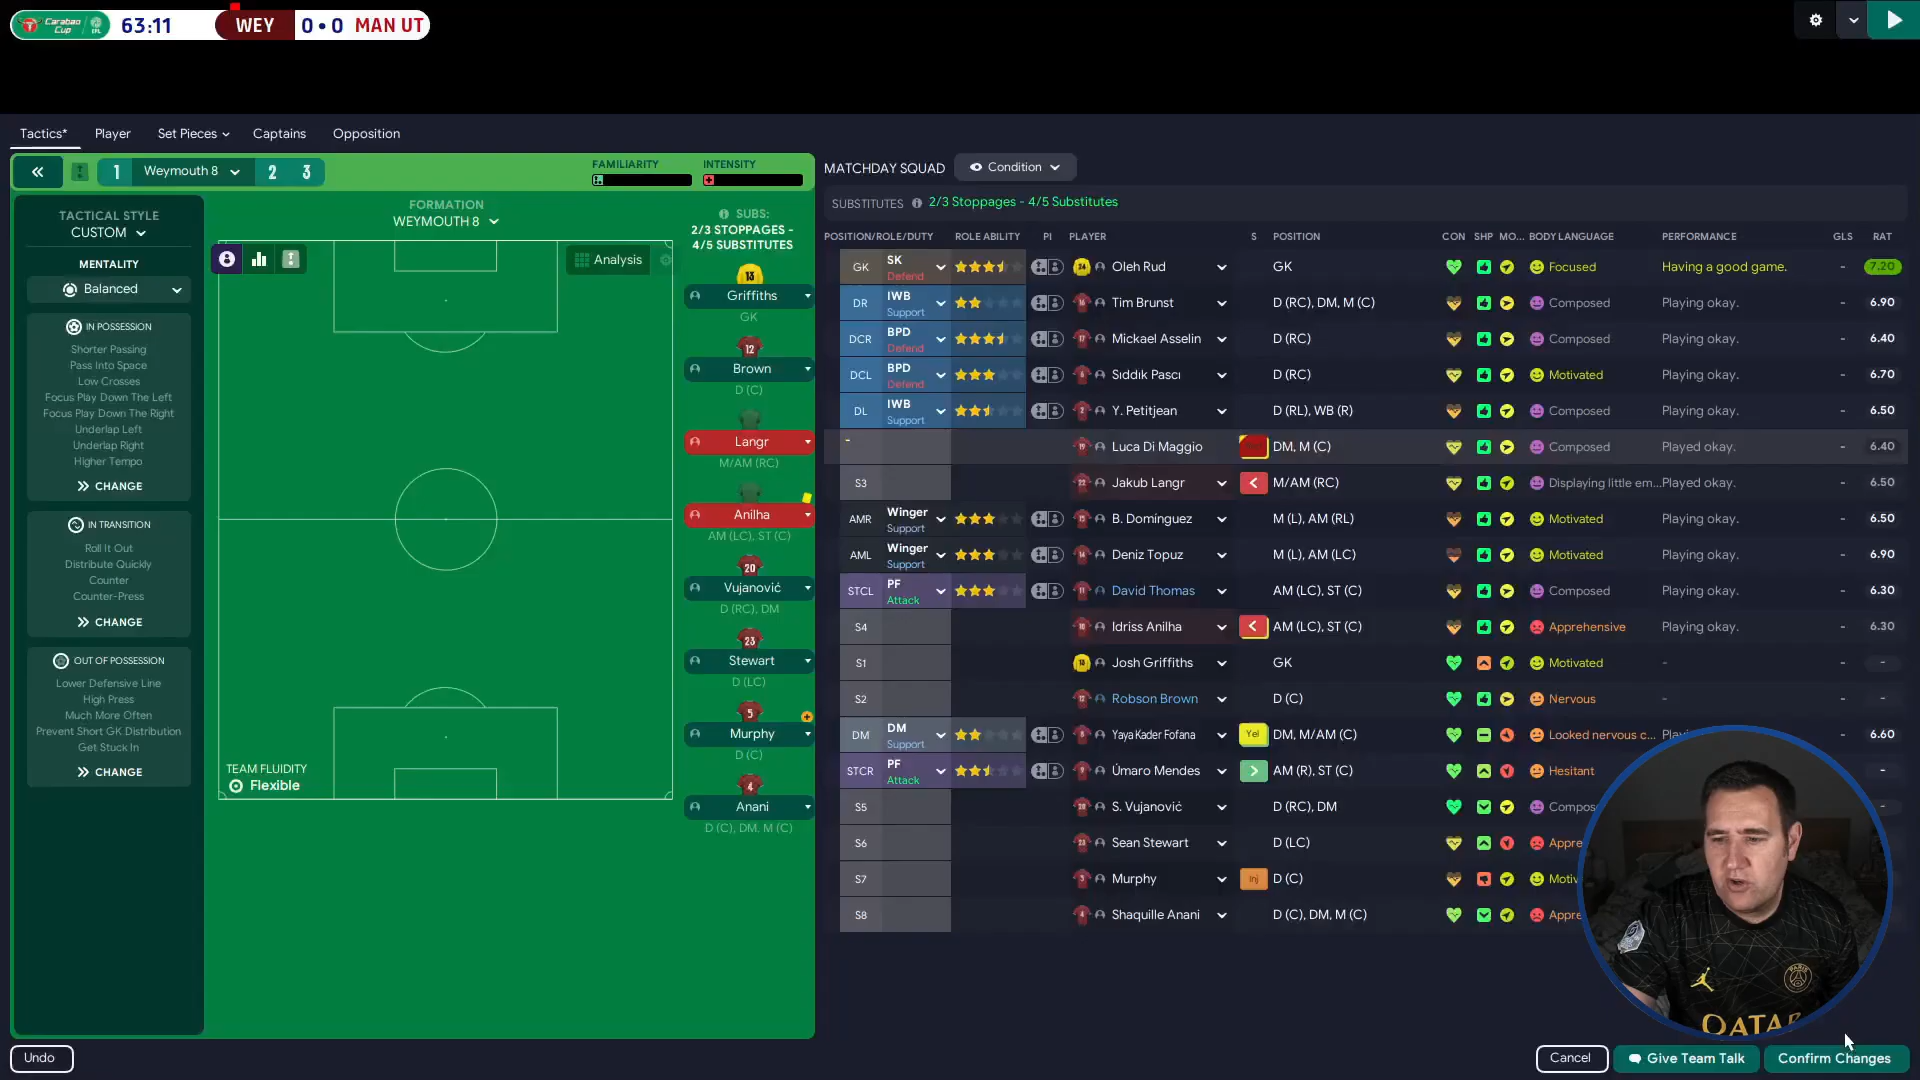 Carabao Cup EFL 63:11 WEY 0 - 0 MAN UT
Tactics* Player Set Pieces Captains Opposition
1 Weymouth 8 2 3
FAMILIARITY INTENSITY
TACTICAL STYLE
CUSTOM
MENTALITY
Balanced
IN POSSESSION
Shorter Passing
Pass Into Space
Low Crosses
Focus Play Down The Left
Focus Play Down The Right
Underlap Left
Underlap Right
Higher Tempo
CHANGE
IN TRANSITION
Roll It Out
Distribute Quickly
Counter
Counter-Press
CHANGE
OUT OF POSSESSION
Lower Defensive Line
High Press
Much More Often
Prevent Short GK Distribution
Get Stuck In
CHANGE
FORMATION
WEYMOUTH 8
Analysis
TEAM FLUIDITY
Flexible
SUBS:
2/3 STOPPAGES -
4/5 SUBSTITUTES
13
Griffiths
GK
12
Brown
D (C)
Langr
M/AM (RC)
Anilha
AM (LC), ST (C)
20
Vujanović
D (RC), DM
23
Stewart
D (LC)
5
Murphy
D (C)
4
Anani
D (C), DM, M (C)
MATCHDAY SQUAD Condition
SUBSTITUTES 2/3 Stoppages - 4/5 Substitutes
POSITION/ROLE/DUTY ROLE ABILITY PI PLAYER S POSITION CON SHP MO... BODY LANGUAGE PERFORMANCE GLS RAT
GK SK Defend Oleh Rud GK Focused Having a good game. - 7.20
DR IWB Support Tim Brunst D (RC), DM, M (C) Composed Playing okay. - 6.90
DCR BPD Defend Mickael Asselin D (RC) Composed Playing okay. - 6.40
DCL BPD Defend Sıddık Pascı D (RC) Motivated Playing okay. - 6.70
DL IWB Support Y. Petitjean D (RL), WB (R) Composed Playing okay. - 6.50
- Luca Di Maggio DM, M (C) Composed Played okay. - 6.40
S3 Jakub Langr M/AM (RC) Displaying little em... Played okay. - 6.50
AMR Winger Support B. Domínguez M (L), AM (RL) Motivated Playing okay. - 6.50
AML Winger Support Deniz Topuz M (L), AM (LC) Motivated Playing okay. - 6.90
STCL PF Attack David Thomas AM (LC), ST (C) Composed Playing okay. - 6.30
S4 Idriss Anilha AM (LC), ST (C) Apprehensive Playing okay. - 6.30
S1 Josh Griffiths GK Motivated - - -
S2 Robson Brown D (C) Nervous - - -
DM DM Support Yaya Kader Fofana Yel DM, M/AM (C) Looked nervous c... - 6.60
STCR PF Attack Úmaro Mendes AM (R), ST (C) Hesitant - -
S5 S. Vujanović D (RC), DM Compos -
S6 Sean Stewart D (LC) Appre
S7 Murphy Inj D (C) Motiv
S8 Shaquille Anani D (C), DM, M (C) Appre
PARIS
QATAR
Undo Cancel Give Team Talk Confirm Changes